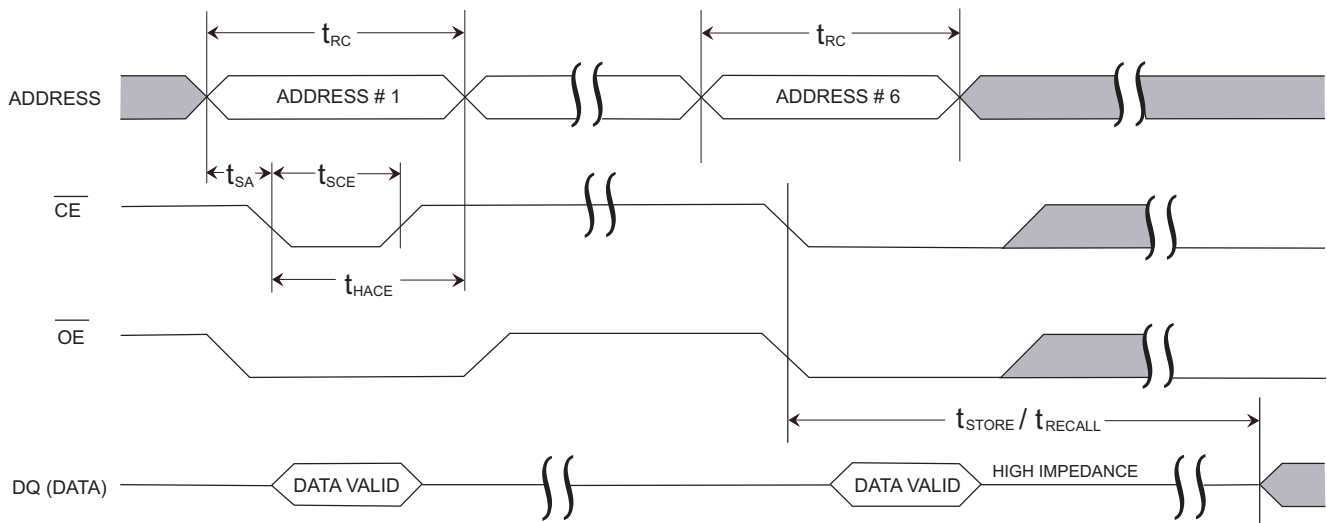 tRC
tRC
ADDRESS
ADDRESS # 1
ADDRESS # 6
tSA
tSCE
CE
tHACE
OE
tSTORE / tRECALL
DQ (DATA)
DATA VALID
DATA VALID
HIGH IMPEDANCE